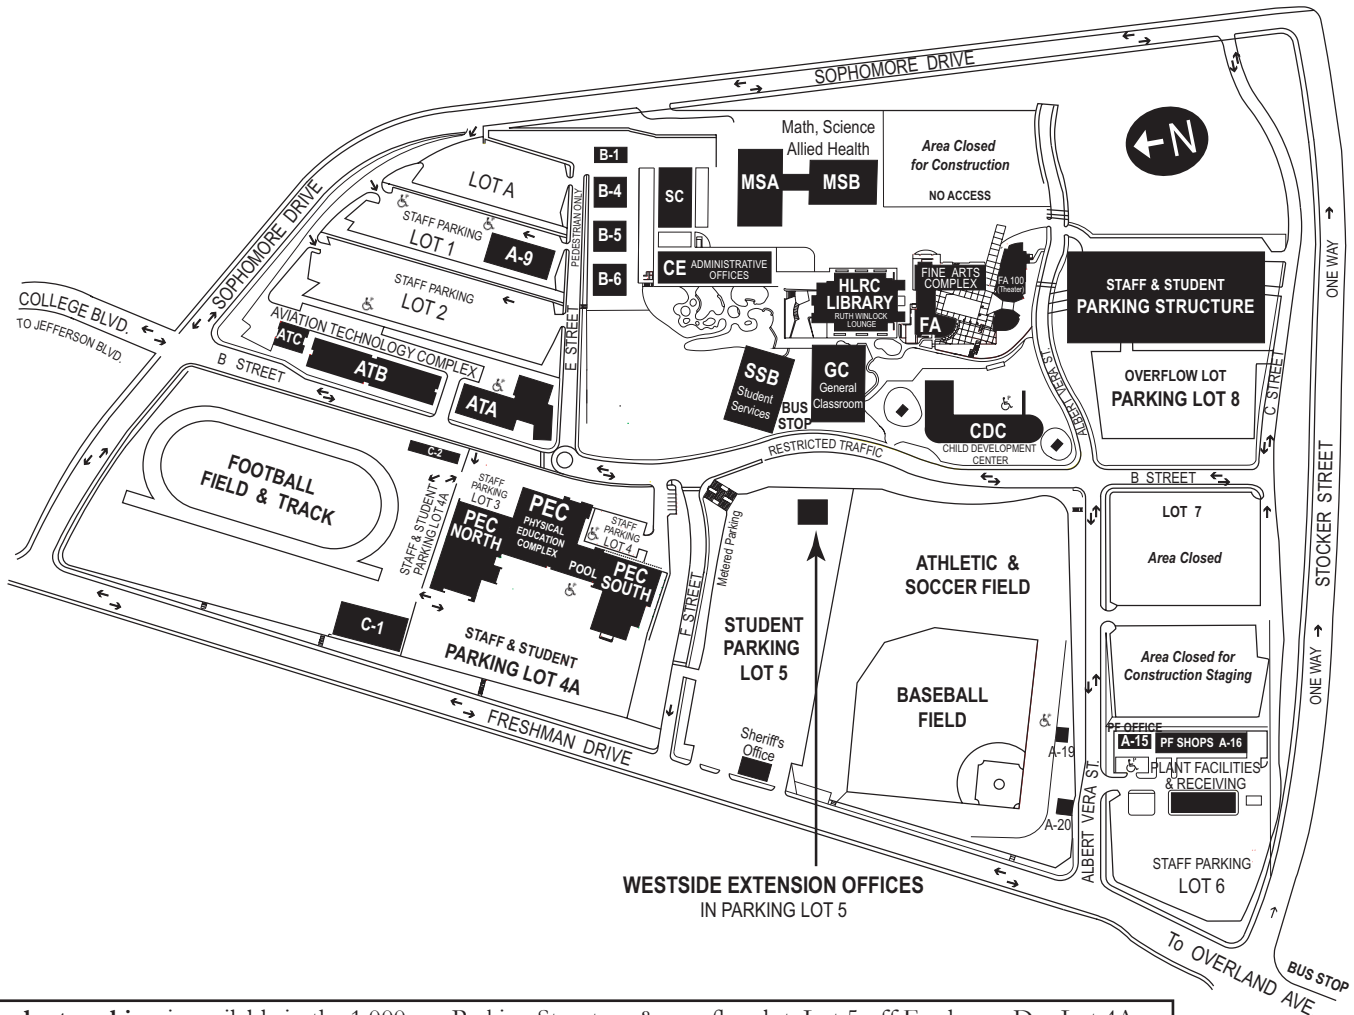 SOPHOMORE DRIVE
N
Math, Science
Allied Health
Area Closed
for Construction
NO ACCESS
B-1
B-4
B-5
B-6
SC
MSA
MSB
LOT A
STAFF PARKING
LOT 1
A-9
PEDESTRIAN ONLY
SOPHOMORE DRIVE
STAFF PARKING
LOT 2
CE ADMINISTRATIVE
OFFICES
HLRC
LIBRARY
RUTH WINLOCK
LOUNGE
FINE ARTS
COMPLEX
FA 100
(Theater)
FA
STAFF & STUDENT
PARKING STRUCTURE
ONE WAY
COLLEGE BLVD.
TO JEFFERSON BLVD.
AVIATION TECHNOLOGY COMPLEX
ATC
ATB
ATA
E STREET
B STREET
SSB
Student
Services
GC
General
Classroom
BUS
STOP
ALBERT VIERA ST.
OVERFLOW LOT
PARKING LOT 8
C STREET
CDC
CHILD DEVELOPMENT
CENTER
RESTRICTED TRAFFIC
B STREET
FOOTBALL
FIELD & TRACK
C-2
STAFF
PARKING
LOT 3
STAFF & STUDENT
PARKING LOT 4A
PEC
NORTH
PEC
PHYSICAL
EDUCATION
COMPLEX
STAFF
PARKING
LOT 4
POOL
PEC
SOUTH
Metered Parking
F STREET
LOT 7
Area Closed
STOCKER STREET
ATHLETIC &
SOCCER FIELD
STUDENT
PARKING
LOT 5
C-1
STAFF & STUDENT
PARKING LOT 4A
Area Closed for
Construction Staging
ONE WAY
BASEBALL
FIELD
FRESHMAN DRIVE
Sheriff's
Office
A-19
PF OFFICE
A-15
PF SHOPS A-16
PLANT FACILITIES
& RECEIVING
A-20
ALBERT VERA ST.
STAFF PARKING
LOT 6
WESTSIDE EXTENSION OFFICES
IN PARKING LOT 5
To OVERLAND AVE
BUS STOP